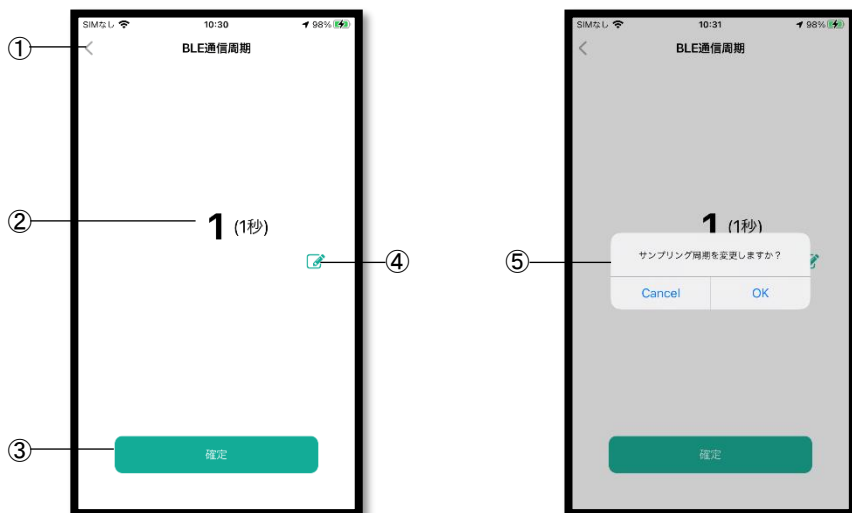 SIMなし 10:30 98%
① BLE通信周期
② 1 (1秒)
④
③ 確定
SIMなし 10:31 98%
BLE通信周期
1 (1秒)
⑤ サンプリング周期を変更しますか？
Cancel OK
確定